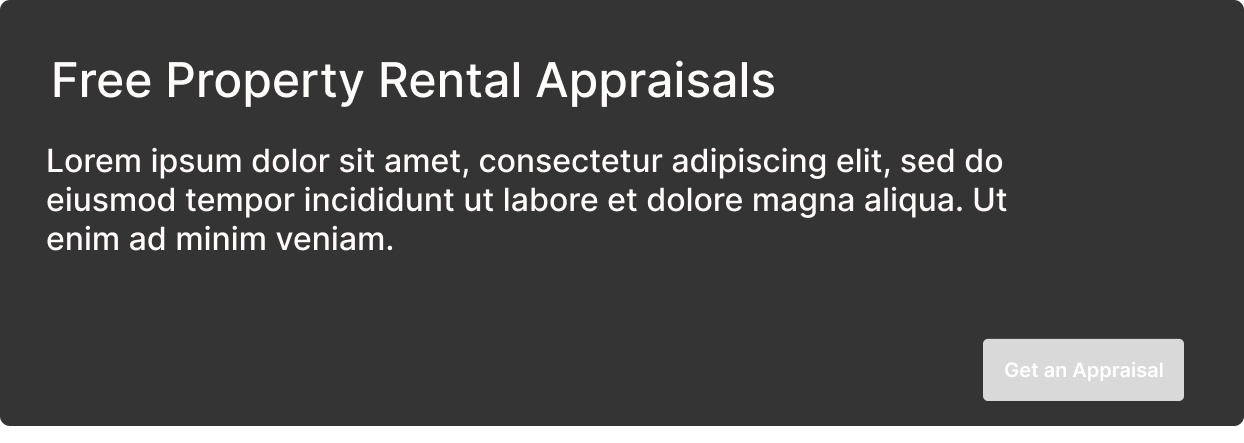 Free Property Rental Appraisals
Lorem ipsum dolor sit amet, consectetur adipiscing elit, sed do
eiusmod tempor incididunt ut labore et dolore magna aliqua. Ut
enim ad minim veniam.
Get an Appraisal